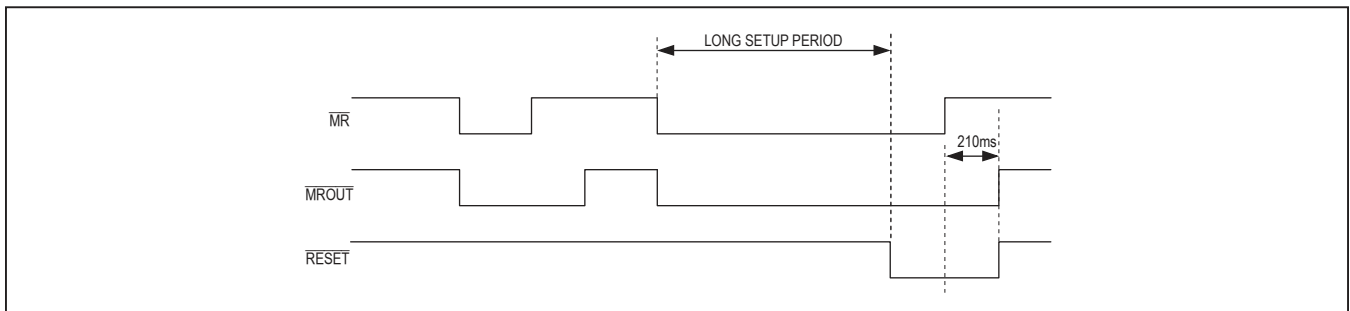 LONG SETUP PERIOD
MR
210ms
MROUT
RESET